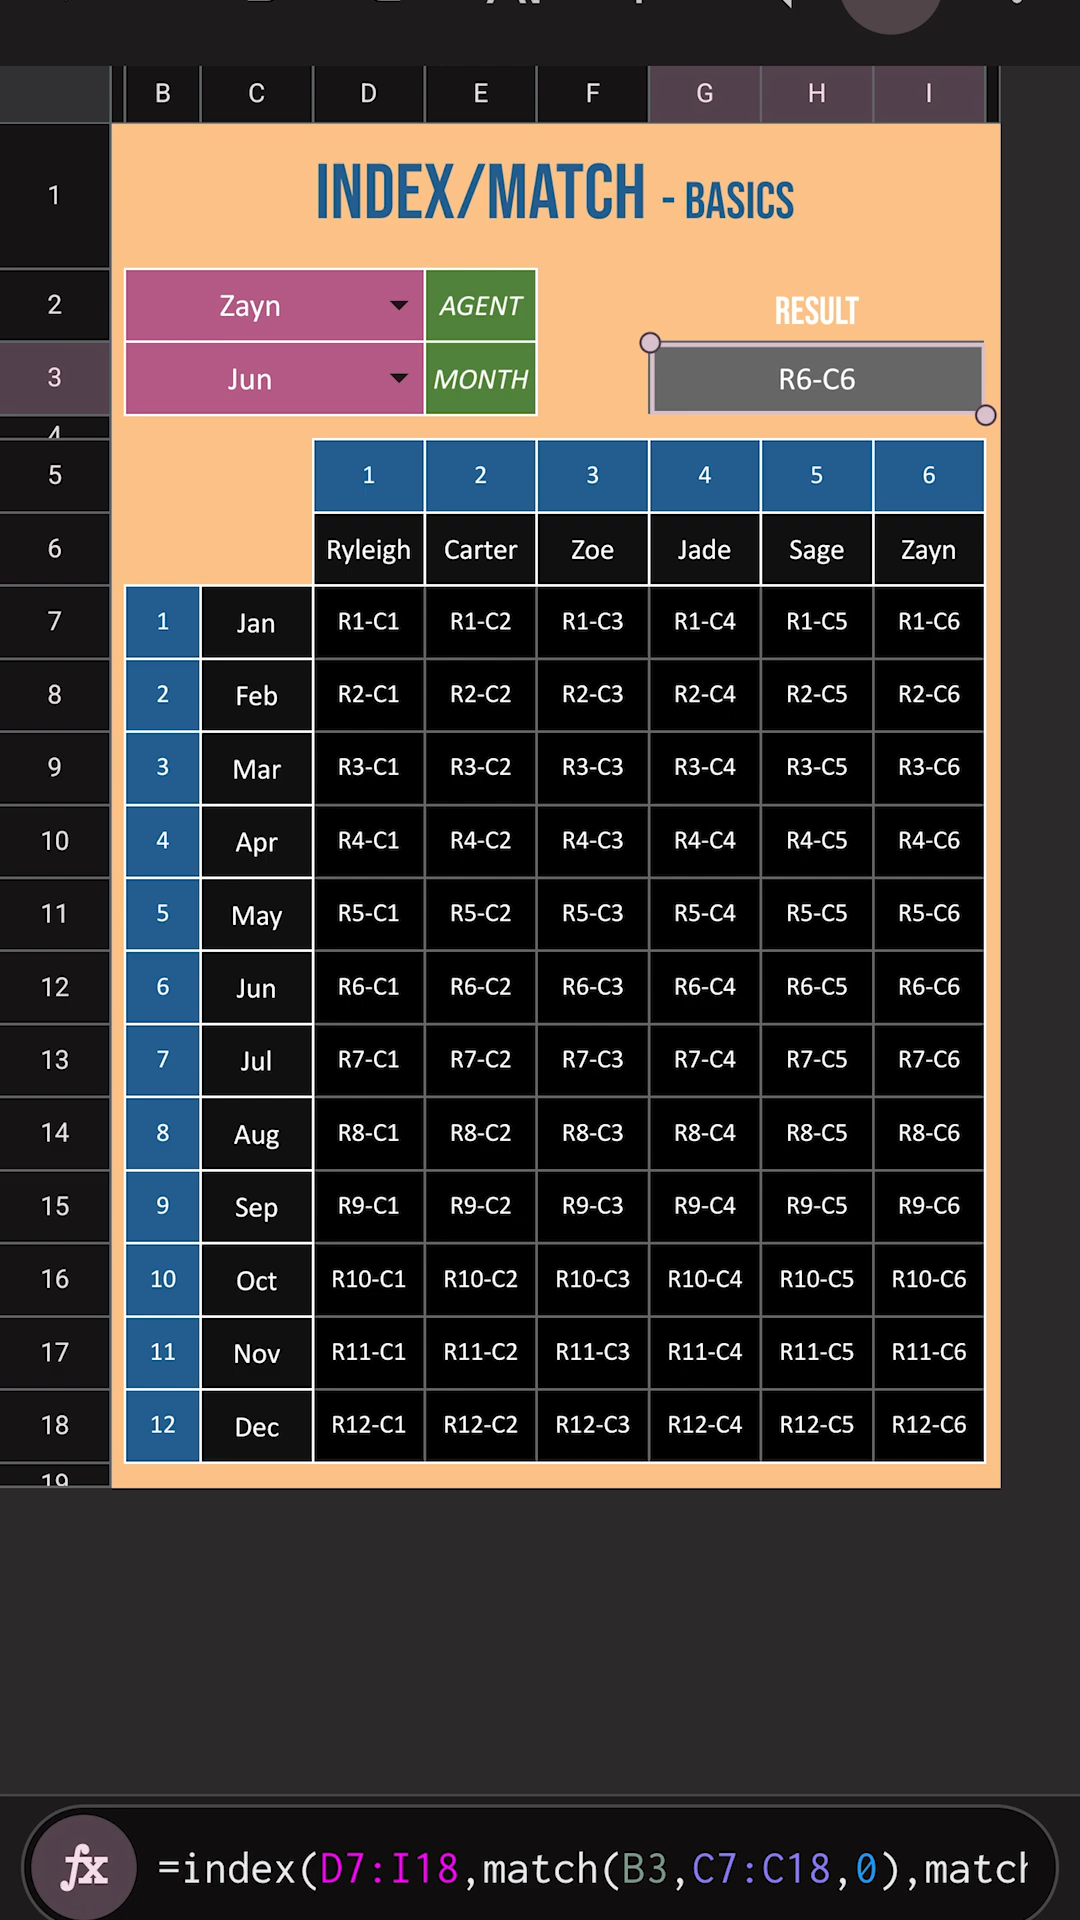 B C D E F G H I
1 INDEX/MATCH - BASICS
2 Zayn AGENT RESULT
3 Jun MONTH R6-C6
4
5 1 2 3 4 5 6
6 Ryleigh Carter Zoe Jade Sage Zayn
7 1 Jan R1-C1 R1-C2 R1-C3 R1-C4 R1-C5 R1-C6
8 2 Feb R2-C1 R2-C2 R2-C3 R2-C4 R2-C5 R2-C6
9 3 Mar R3-C1 R3-C2 R3-C3 R3-C4 R3-C5 R3-C6
10 4 Apr R4-C1 R4-C2 R4-C3 R4-C4 R4-C5 R4-C6
11 5 May R5-C1 R5-C2 R5-C3 R5-C4 R5-C5 R5-C6
12 6 Jun R6-C1 R6-C2 R6-C3 R6-C4 R6-C5 R6-C6
13 7 Jul R7-C1 R7-C2 R7-C3 R7-C4 R7-C5 R7-C6
14 8 Aug R8-C1 R8-C2 R8-C3 R8-C4 R8-C5 R8-C6
15 9 Sep R9-C1 R9-C2 R9-C3 R9-C4 R9-C5 R9-C6
16 10 Oct R10-C1 R10-C2 R10-C3 R10-C4 R10-C5 R10-C6
17 11 Nov R11-C1 R11-C2 R11-C3 R11-C4 R11-C5 R11-C6
18 12 Dec R12-C1 R12-C2 R12-C3 R12-C4 R12-C5 R12-C6
19
fx =index(D7:I18,match(B3,C7:C18,0),match